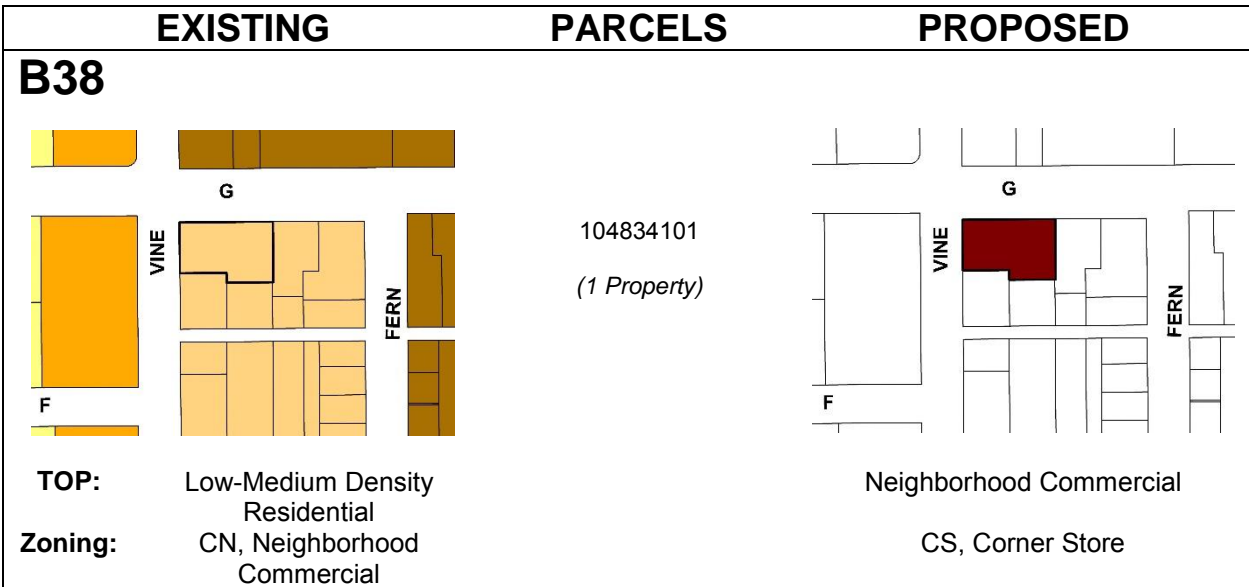 EXISTING PARCELS PROPOSED
B38
G
VINE
FERN
F
104834101
(1 Property)
G
VINE
FERN
F
TOP: Low-Medium Density Neighborhood Commercial
Residential
Zoning: CN, Neighborhood CS, Corner Store
Commercial